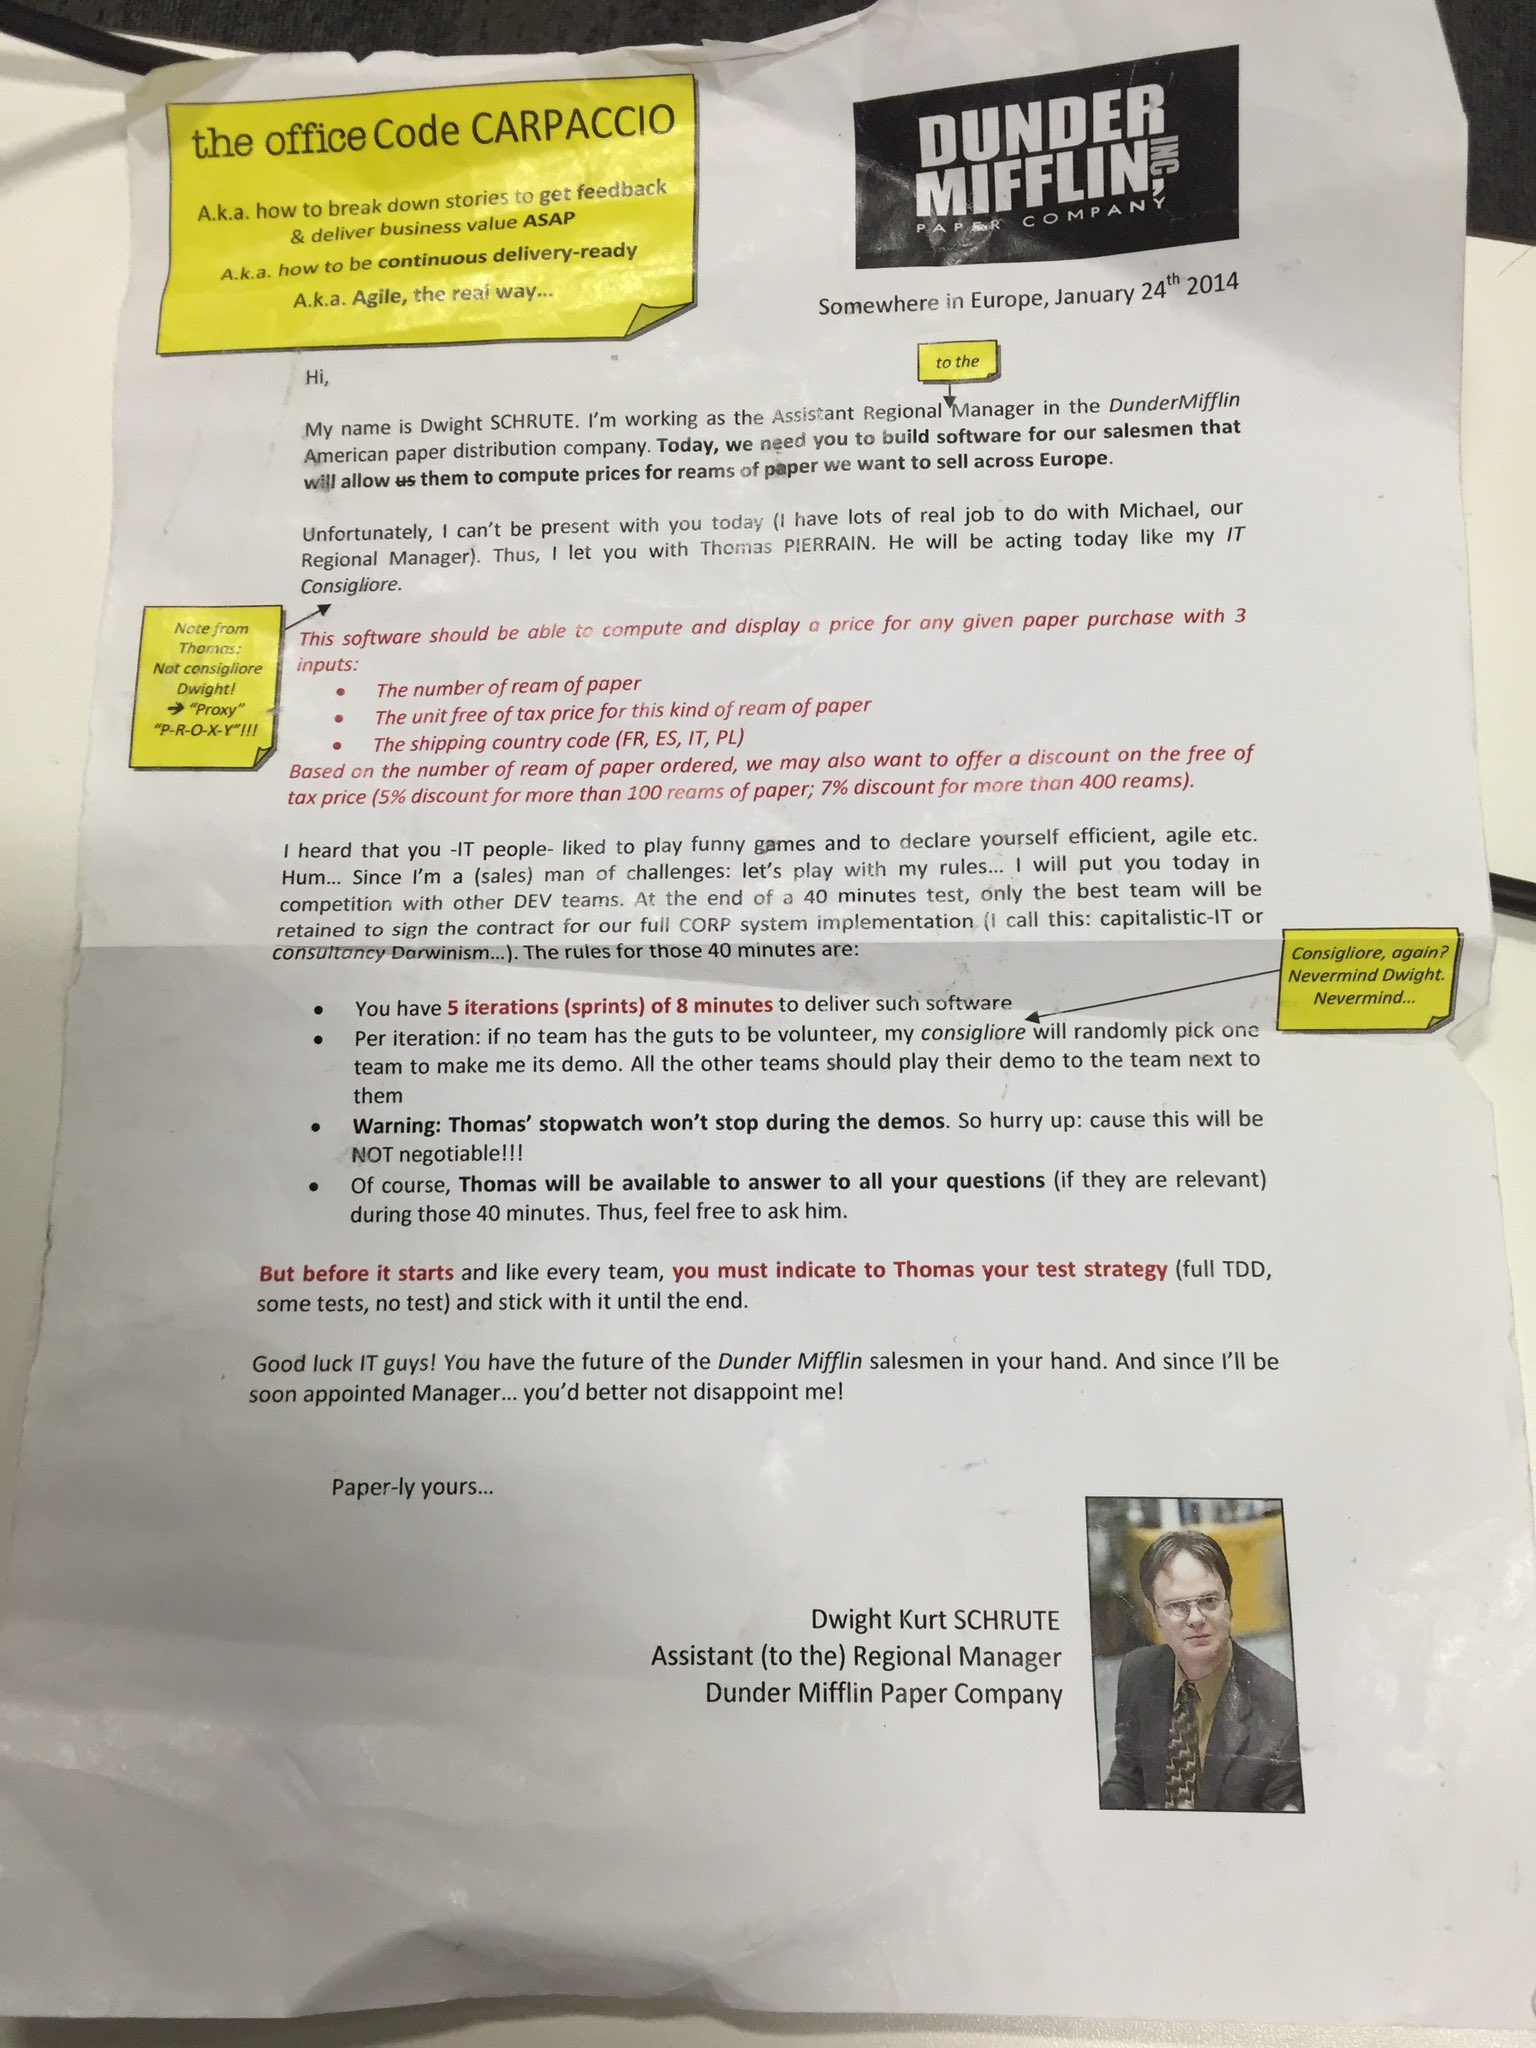 the office Code CARPACCIO
A.k.a. how to break down stories to get feedback
& deliver business value ASAP
A.k.a. how to be continuous delivery-ready
A.k.a. Agile, the real way...
DUNDER
MIFFLIN INC.
PAPER COMPANY
Somewhere in Europe, January 24th 2014
to the
Hi,
My name is Dwight SCHRUTE. I'm working as the Assistant Regional Manager in the DunderMifflin
American paper distribution company. Today, we need you to build software for our salesmen that
will allow us them to compute prices for reams of paper we want to sell across Europe.
Unfortunately, I can't be present with you today (I have lots of real job to do with Michael, our
Regional Manager). Thus, I let you with Thomas PIERRAIN. He will be acting today like my IT
Consigliore.
Note from
Thomas:
Not consigliore
Dwight!
→ "Proxy"
"P-R-O-X-Y"!!!
This software should be able to compute and display a price for any given paper purchase with 3
inputs:
• The number of ream of paper
• The unit free of tax price for this kind of ream of paper
• The shipping country code (FR, ES, IT, PL)
Based on the number of ream of paper ordered, we may also want to offer a discount on the free of
tax price (5% discount for more than 100 reams of paper; 7% discount for more than 400 reams).
I heard that you -IT people- liked to play funny games and to declare yourself efficient, agile etc.
Hum... Since I'm a (sales) man of challenges: let's play with my rules... I will put you today in
competition with other DEV teams. At the end of a 40 minutes test, only the best team will be
retained to sign the contract for our full CORP system implementation (I call this: capitalistic-IT or
consultancy Darwinism...). The rules for those 40 minutes are:
Consigliore, again?
Nevermind Dwight.
Nevermind...
• You have 5 iterations (sprints) of 8 minutes to deliver such software
• Per iteration: if no team has the guts to be volunteer, my consigliore will randomly pick one
team to make me its demo. All the other teams should play their demo to the team next to
them
• Warning: Thomas' stopwatch won't stop during the demos. So hurry up: cause this will be
NOT negotiable!!!
• Of course, Thomas will be available to answer to all your questions (if they are relevant)
during those 40 minutes. Thus, feel free to ask him.
But before it starts and like every team, you must indicate to Thomas your test strategy (full TDD,
some tests, no test) and stick with it until the end.
Good luck IT guys! You have the future of the Dunder Mifflin salesmen in your hand. And since I'll be
soon appointed Manager... you'd better not disappoint me!
Paper-ly yours...
Dwight Kurt SCHRUTE
Assistant (to the) Regional Manager
Dunder Mifflin Paper Company